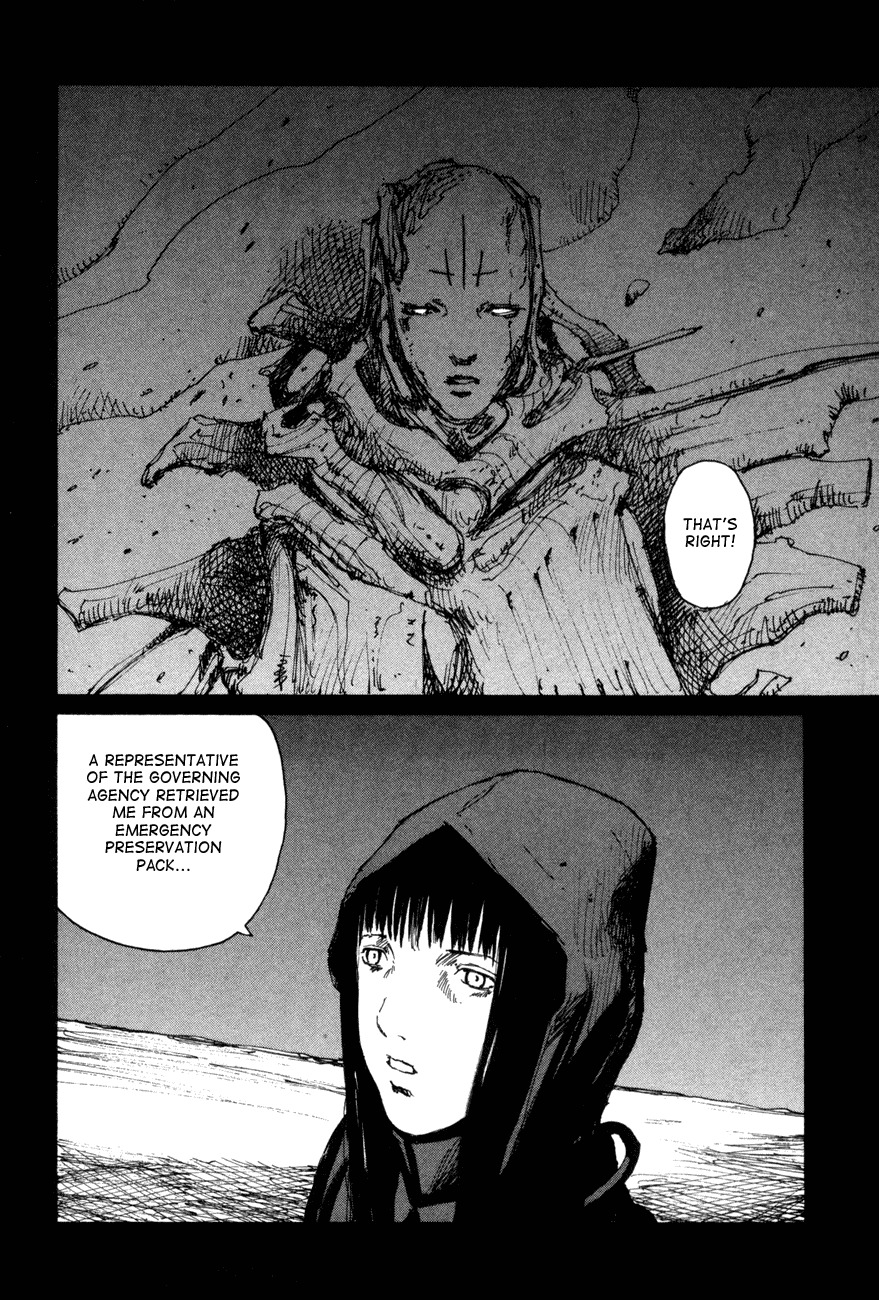 THAT'S
RIGHT!
A REPRESENTATIVE
OF THE GOVERNING
AGENCY RETRIEVED
ME FROM AN
EMERGENCY
PRESERVATION
PACK...